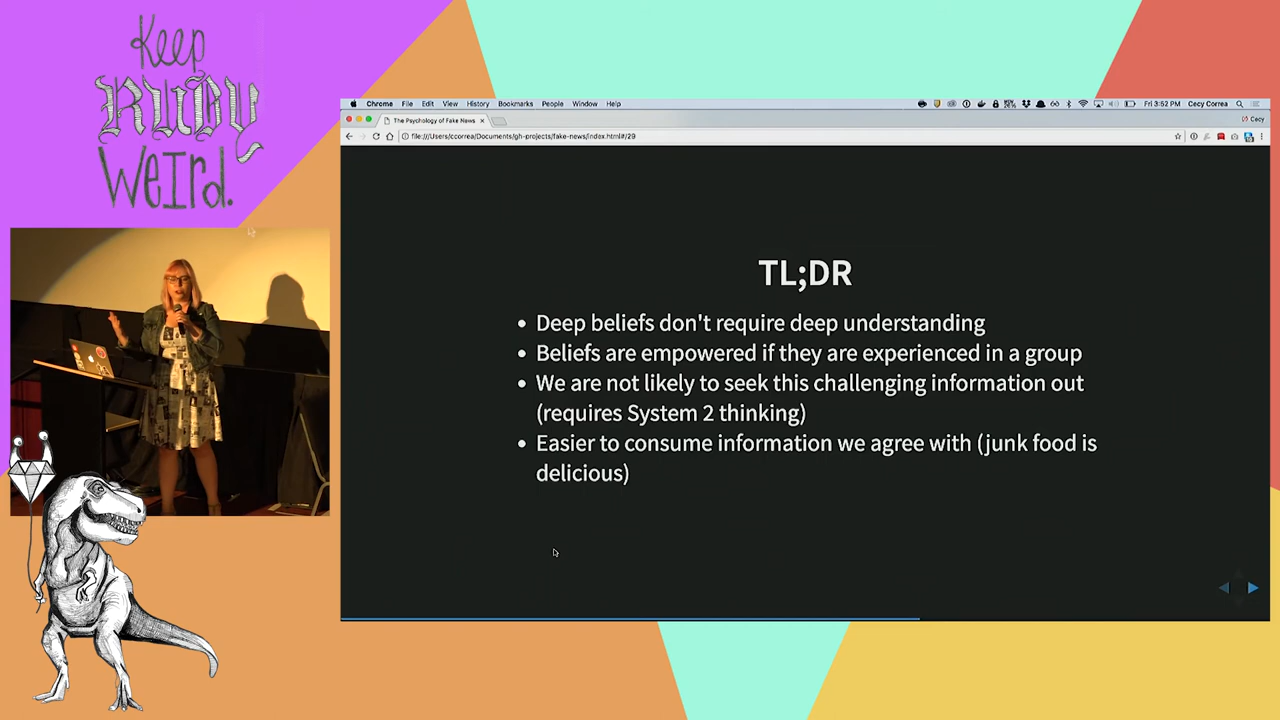 Keep
RUBY
Weird.
Chrome File Edit View History Bookmarks People Window Help
Fri 3:52 PM Cecy Correa
The Psychology of Fake News
Cecy
file:///Users/ccorrea/Documents/gh-projects/fake-news/index.html#/29
TL;DR
• Deep beliefs don't require deep understanding
• Beliefs are empowered if they are experienced in a group
• We are not likely to seek this challenging information out
(requires System 2 thinking)
• Easier to consume information we agree with (junk food is
delicious)